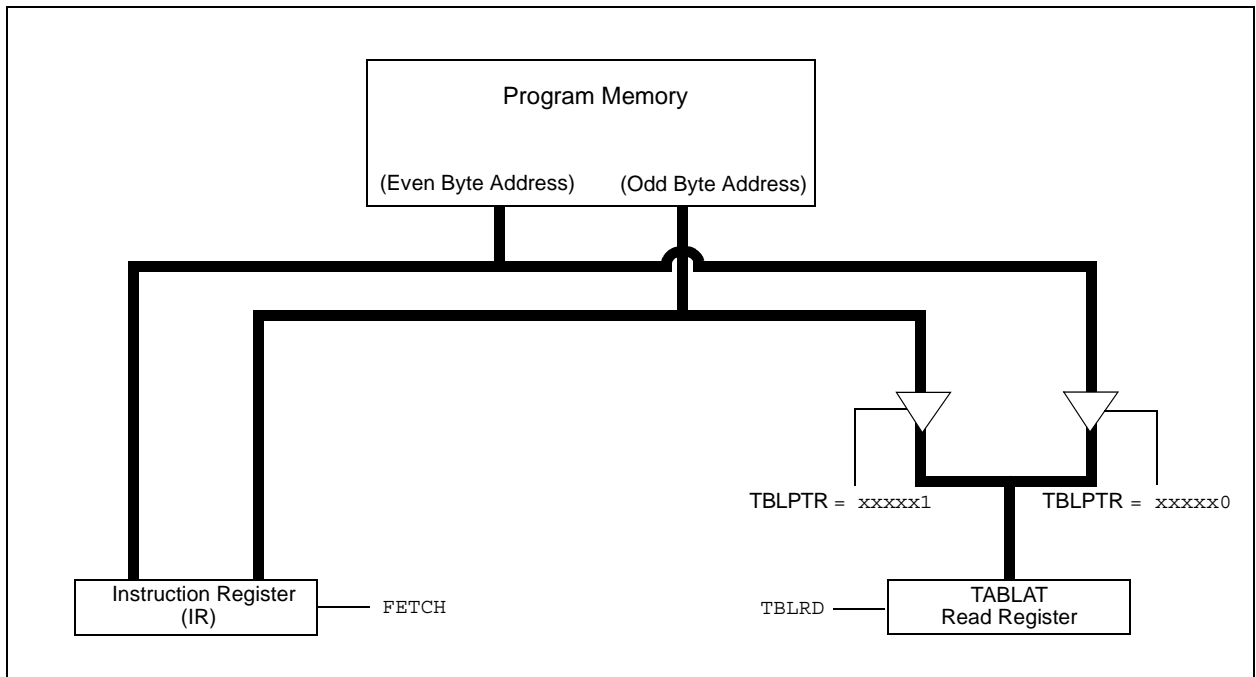 Program Memory
(Even Byte Address) (Odd Byte Address)
TBLPTR = xxxxx1 TBLPTR = xxxxx0
Instruction Register
(IR)
FETCH
TBLRD
TABLAT
Read Register